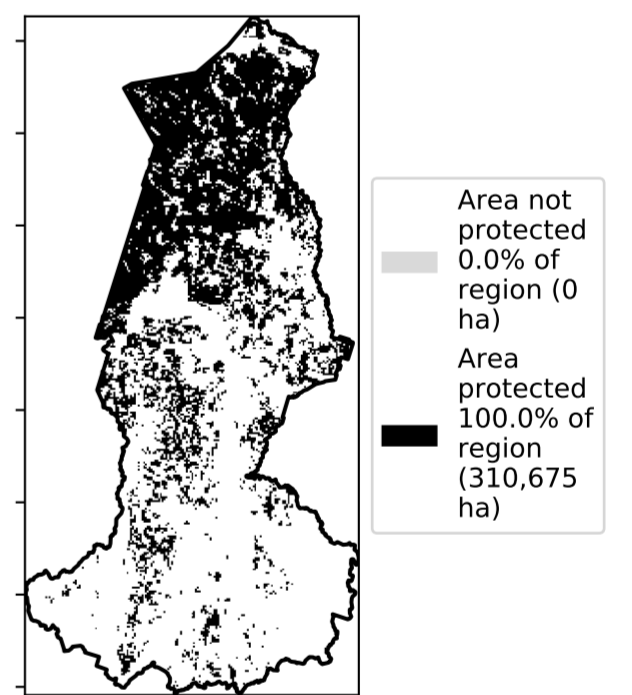 Area not
protected
0.0% of
region (0
ha)
Area
protected
100.0% of
region
(310,675
ha)